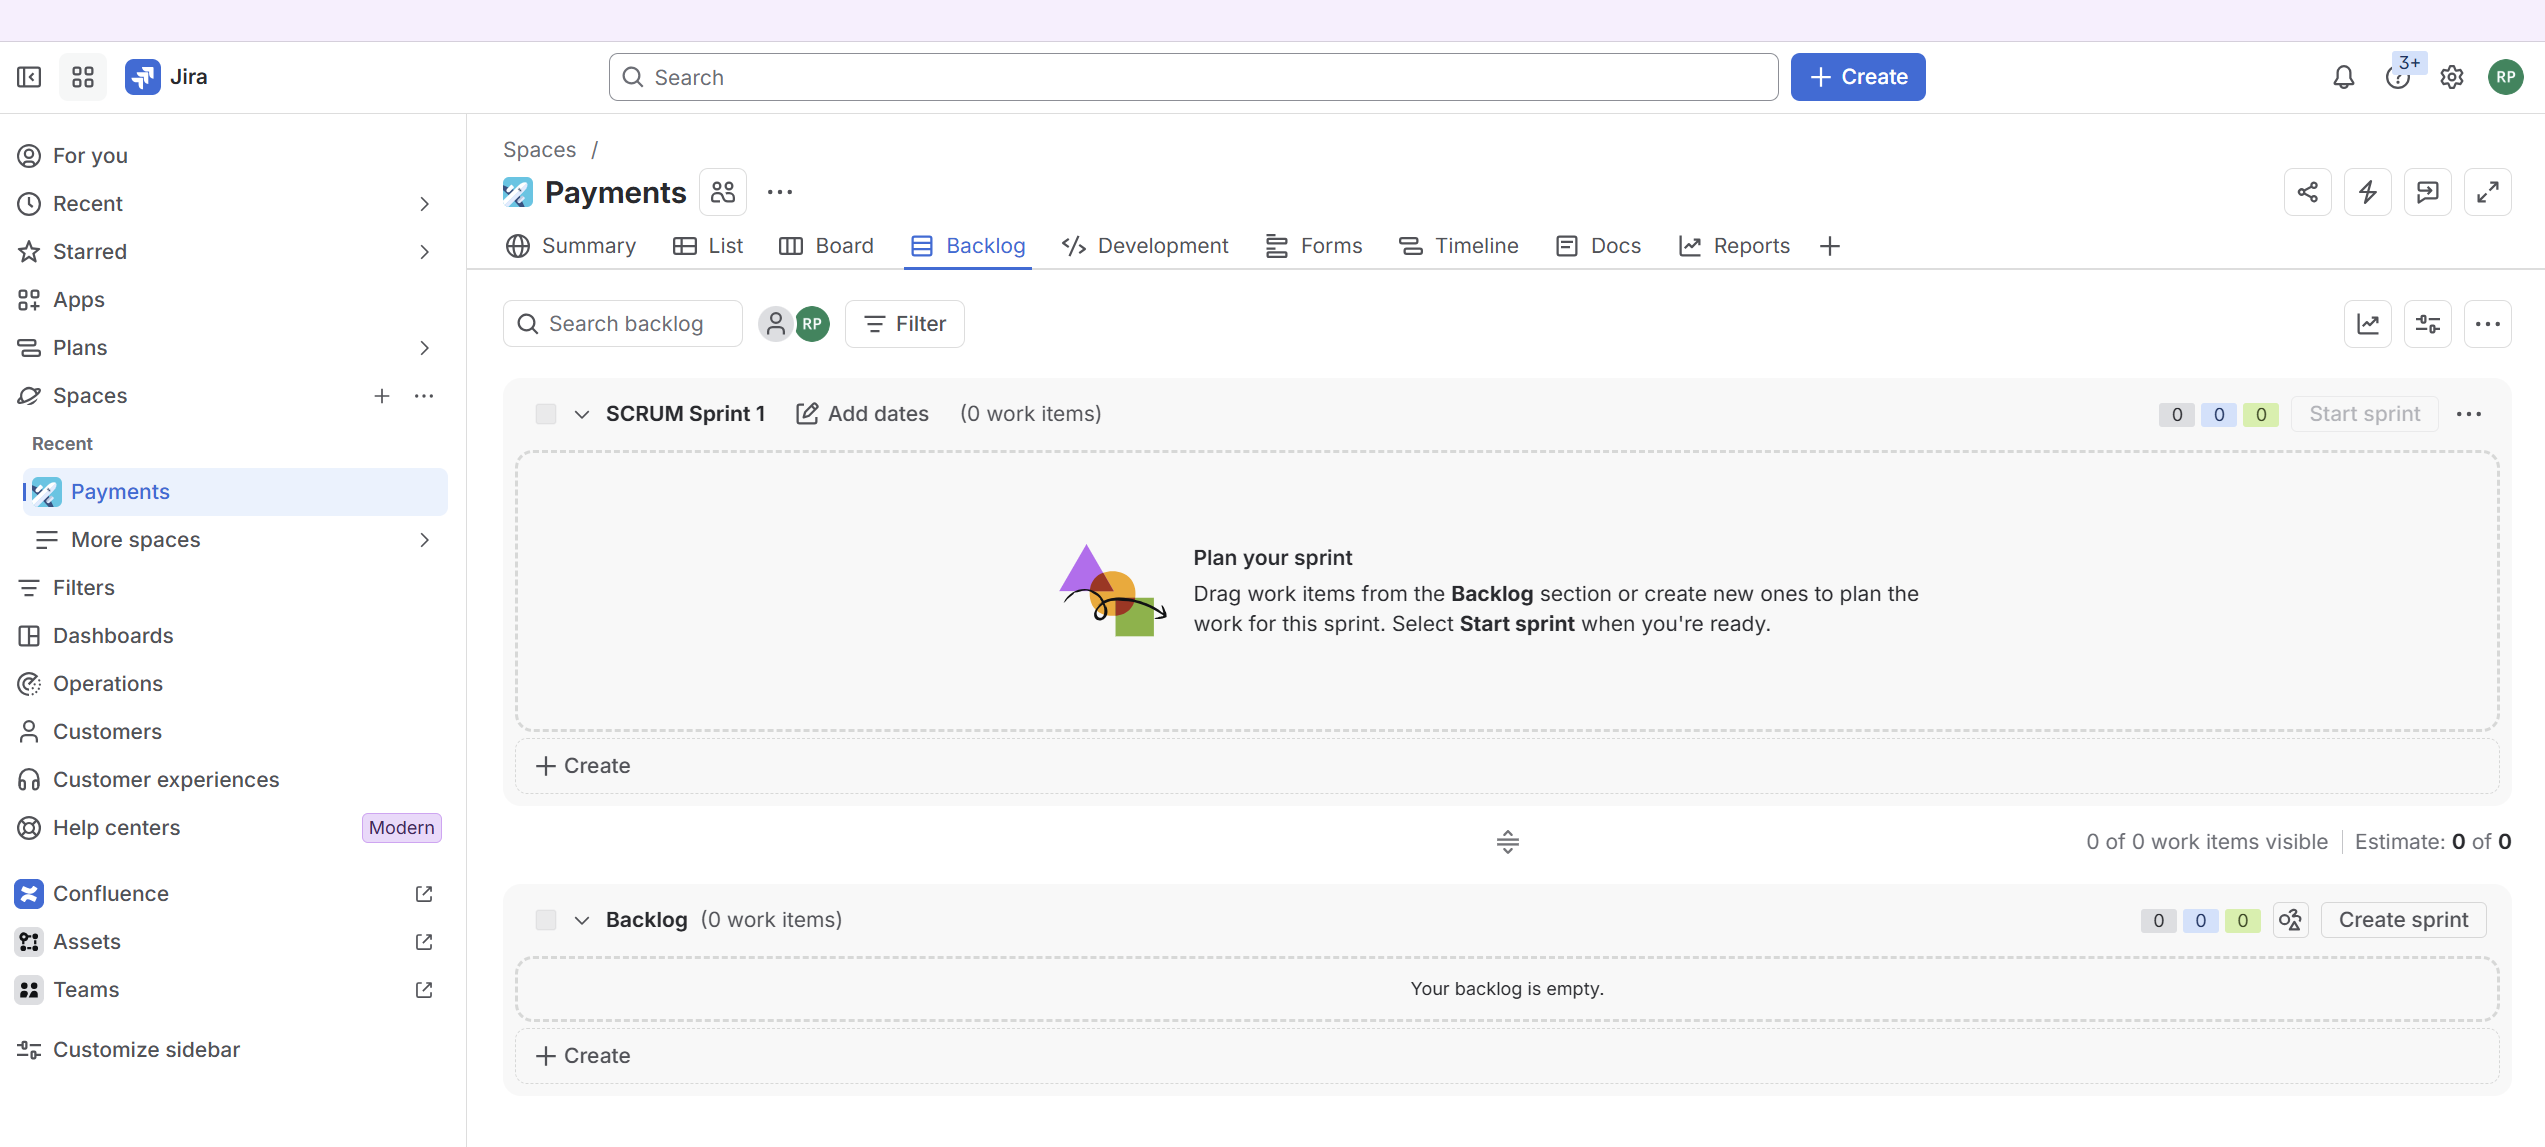 Jira
Search
Create
3+
RP
For you
Recent
Starred
Apps
Plans
Spaces
Recent
Payments
More spaces
Filters
Dashboards
Operations
Customers
Customer experiences
Help centers
Modern
Confluence
Assets
Teams
Customize sidebar
Spaces /
Payments
Summary
List
Board
Backlog
Development
Forms
Timeline
Docs
Reports
Search backlog
RP
Filter
SCRUM Sprint 1
Add dates
(0 work items)
0 0 0
Start sprint
Plan your sprint
Drag work items from the Backlog section or create new ones to plan the
work for this sprint. Select Start sprint when you're ready.
Create
0 of 0 work items visible
Estimate: 0 of 0
Backlog (0 work items)
0 0 0
Create sprint
Your backlog is empty.
Create